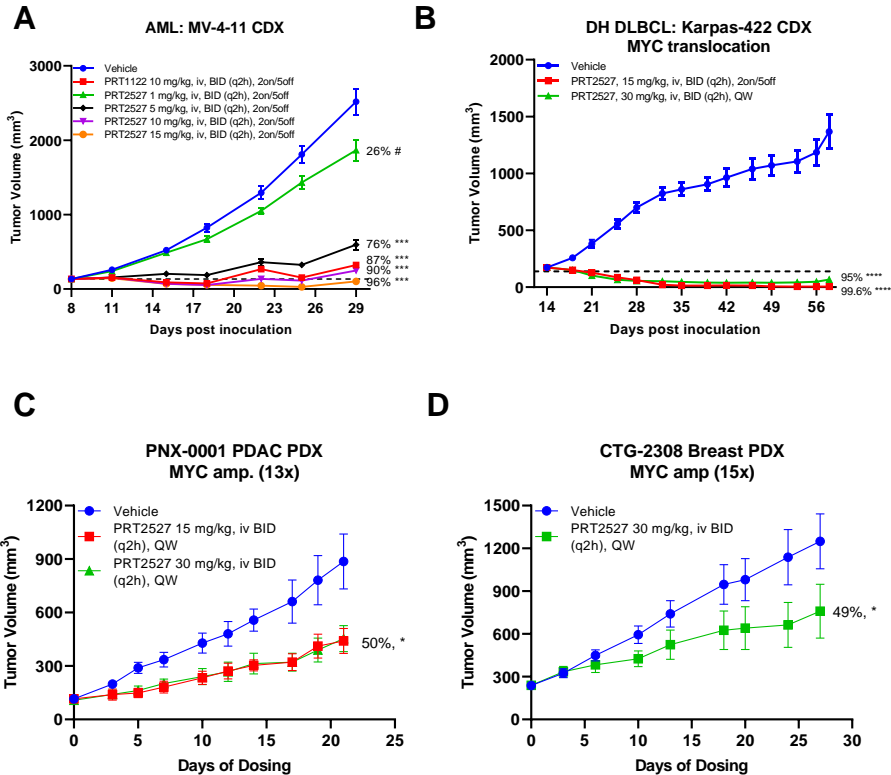 A
AML: MV-4-11 CDX
Tumor Volume (mm³)
3000
2000
1000
0
Vehicle
PRT1122 10 mg/kg, iv, BID (q2h), 2on/5off
PRT2527 1 mg/kg, iv, BID (q2h), 2on/5off
PRT2527 5 mg/kg, iv, BID (q2h), 2on/5off
PRT2527 10 mg/kg, iv, BID (q2h), 2on/5off
PRT2527 15 mg/kg, iv, BID (q2h), 2on/5off
26% #
76% ***
87% ***
90% ***
96% ***
8 11 15 18 23 25 29
Days post inoculation
B
DH DLBCL: Karpas-422 CDX
MYC translocation
Tumor Volume (mm³)
2000
1500
1000
500
0
Vehicle
PRT2527, 15 mg/kg, iv, BID (q2h), 2on/5off
PRT2527, 30 mg/kg, iv, BID (q2h), QW
95% ****
99.6% ****
14 21 28 35 42 49 56
Days post inoculation
C
PNX-0001 PDAC PDX
MYC amp. (13x)
Tumor Volume (mm³)
1200
900
600
300
0
Vehicle
PRT2527 15 mg/kg, iv BID
(q2h), QW
PRT2527 30 mg/kg, iv BID
(q2h), QW
50%, *
0 5 10 15 20 25
Days of Dosing
D
CTG-2308 Breast PDX
MYC amp (15x)
Tumor Volume (mm³)
1500
1200
900
600
300
0
Vehicle
PRT2527 30 mg/kg, iv BID
(q2h), QW
49%, *
0 5 10 15 20 25 30
Days of Dosing